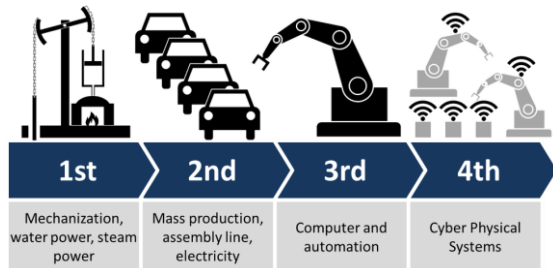 1st
2nd
3rd
4th
Mechanization,
water power, steam
power
Mass production,
assembly line,
electricity
Computer and
automation
Cyber Physical
Systems